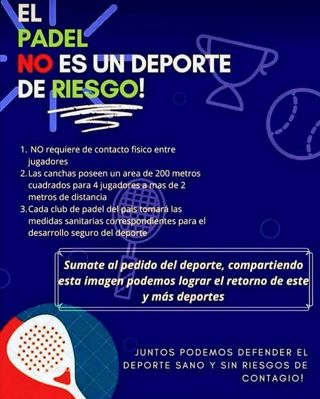 EL
PADEL
NO ES UN DEPORTE
DE RIESGO!
1. NO requiere de contacto fisico entre
jugadores
2.Las canchas poseen un area de 200 metros
cuadrados para 4 jugadores a mas de 2
metros de distancia
3.Cada club de padel del pais tomará las
medidas sanitarias correspondientes para el
desarrollo seguro del deporte
Sumate al pedido del deporte, compartiendo
esta imagen podemos lograr el retorno de este
y más deportes
JUNTOS PODEMOS DEFENDER EL
DEPORTE SANO Y SIN RIESGOS DE
CONTAGIO!